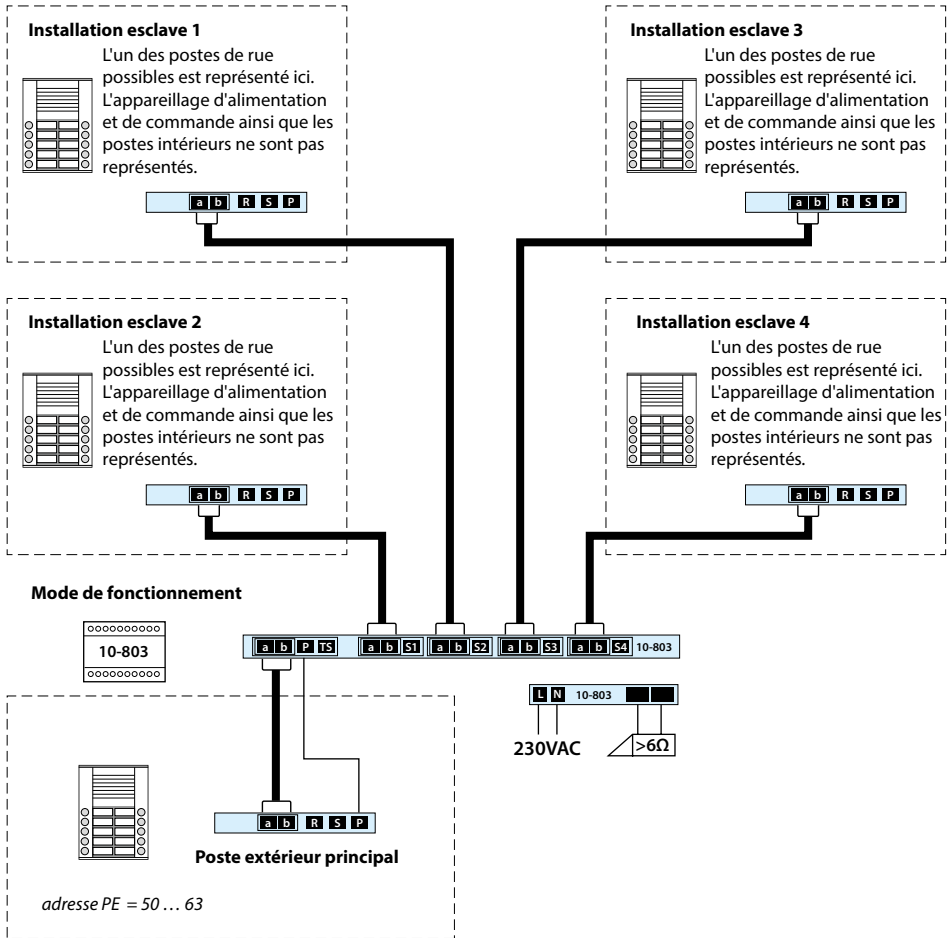 Installation esclave 1
L'un des postes de rue
possibles est représenté ici.
L'appareillage d'alimentation
et de commande ainsi que les
postes intérieurs ne sont pas
représentés.
a b R S P
Installation esclave 3
L'un des postes de rue
possibles est représenté ici.
L'appareillage d'alimentation
et de commande ainsi que les
postes intérieurs ne sont pas
représentés.
a b R S P
Installation esclave 2
L'un des postes de rue
possibles est représenté ici.
L'appareillage d'alimentation
et de commande ainsi que les
postes intérieurs ne sont pas
représentés.
a b R S P
Installation esclave 4
L'un des postes de rue
possibles est représenté ici.
L'appareillage d'alimentation
et de commande ainsi que les
postes intérieurs ne sont pas
représentés.
a b R S P
Mode de fonctionnement
10-803
a b P TS a b S1 a b S2 a b S3 a b S4 10-803
L N 10-803
230VAC >6Ω
a b R S P
Poste extérieur principal
adresse PE = 50 … 63